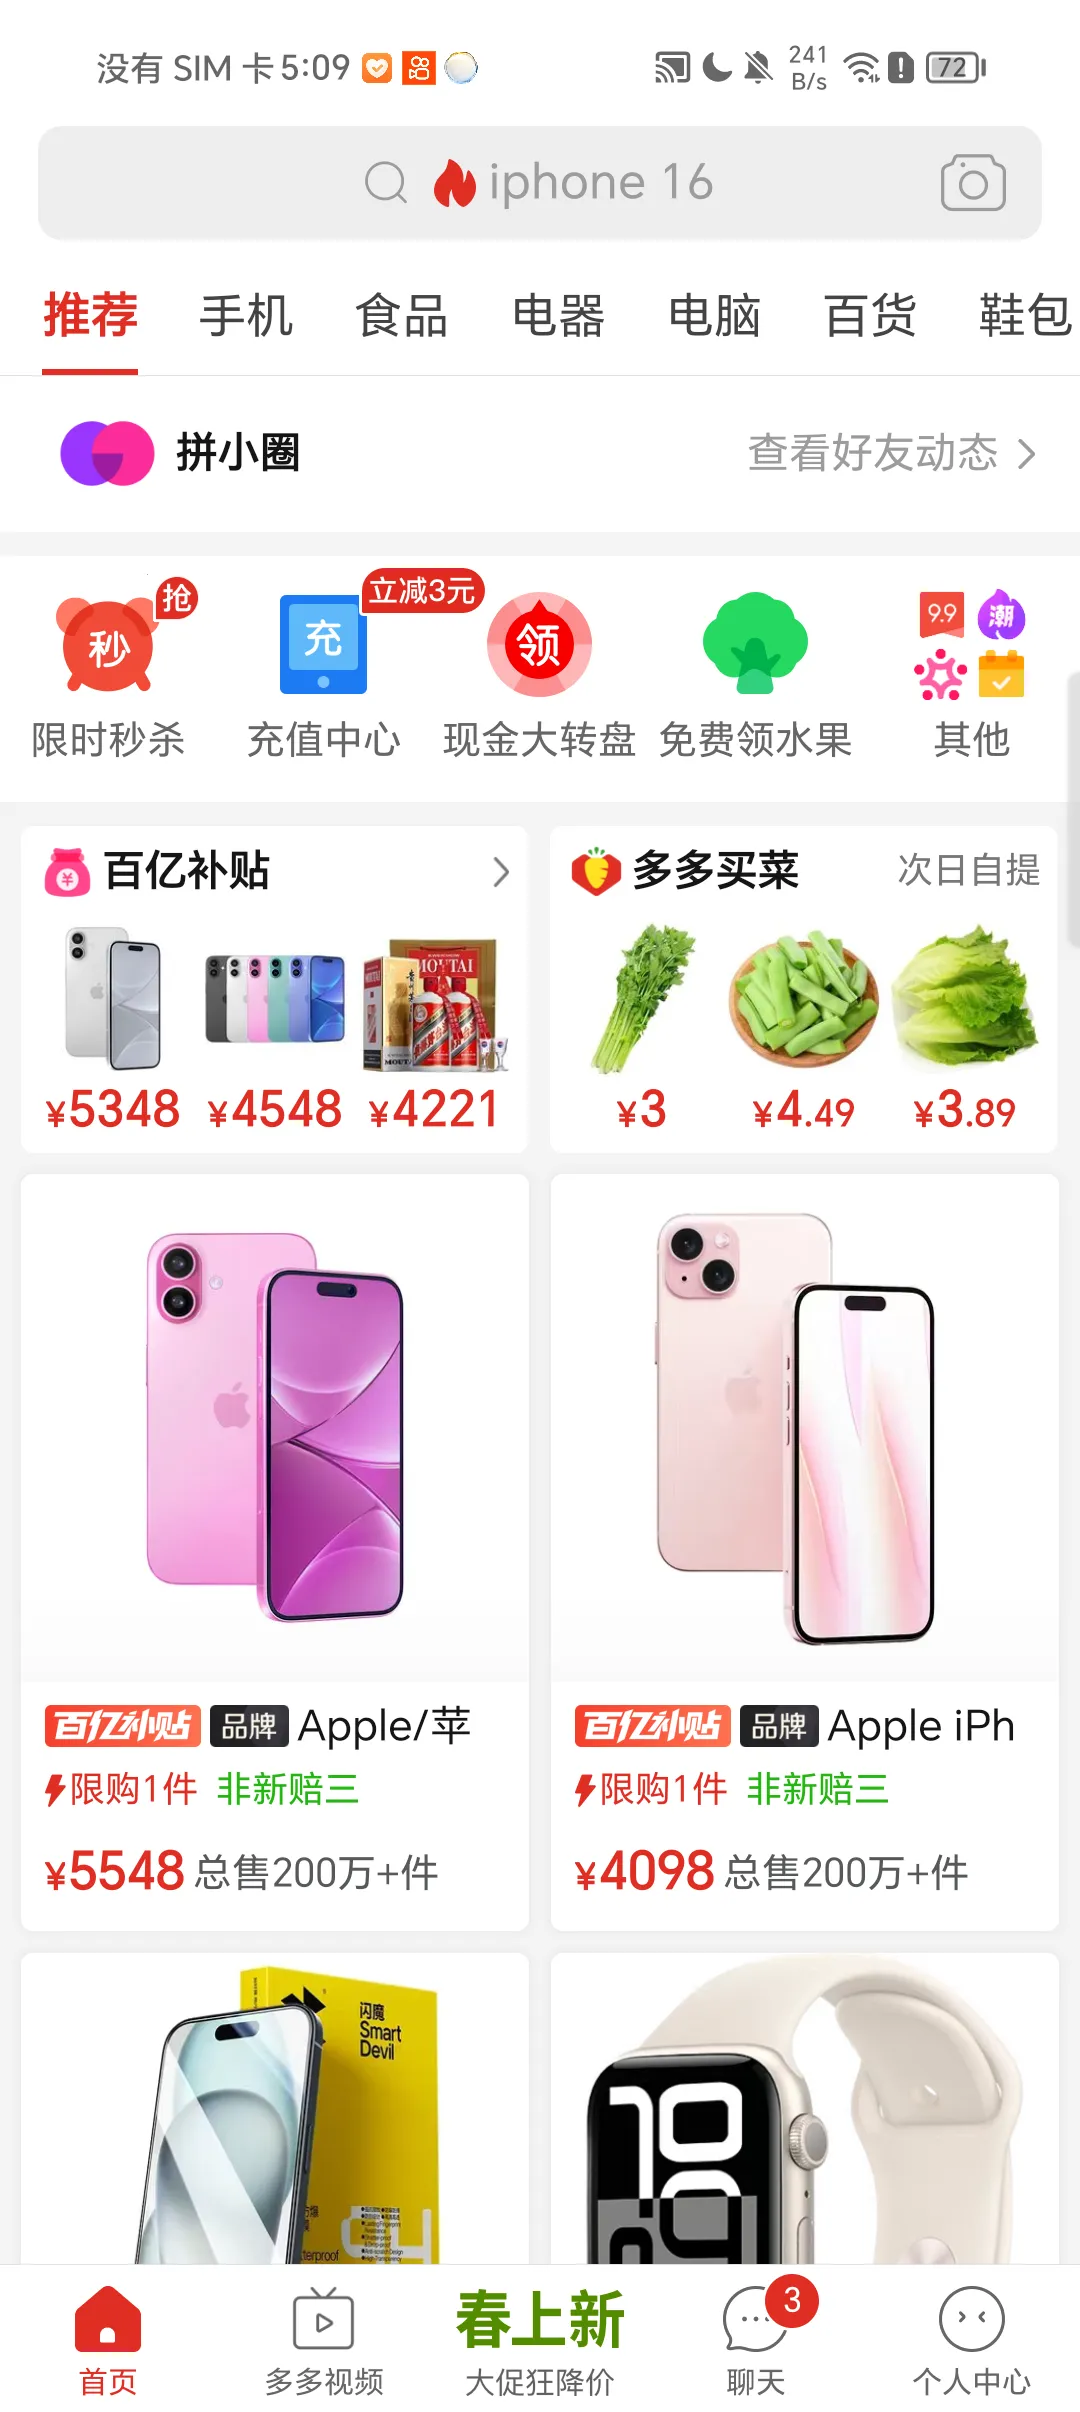 没有 SIM 卡 5:09
241 B/s
72
iphone 16
推荐 手机 食品 电器 电脑 百货 鞋包
拼小圈
查看好友动态
秒 抢
充 立减3元
领
9.9 潮
限时秒杀 充值中心 现金大转盘 免费领水果 其他
百亿补贴
多多买菜 次日自提
MOUTAI
¥5348 ¥4548 ¥4221
¥3 ¥4.49 ¥3.89
百亿补贴 品牌 Apple/苹
限购1件 非新赔三
¥5548 总售200万+件
百亿补贴 品牌 Apple iPh
限购1件 非新赔三
¥4098 总售200万+件
闪魔
Smart
Devil
10
春上新
3
首页 多多视频 大促狂降价 聊天 个人中心